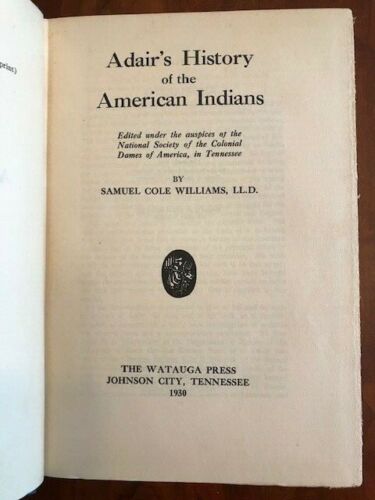 print)
Adair's History
of the
American Indians
Edited under the auspices of the
National Society of the Colonial
Dames of America, in Tennessee
BY
SAMUEL COLE WILLIAMS, LL.D.
THE WATAUGA PRESS
JOHNSON CITY, TENNESSEE
1930